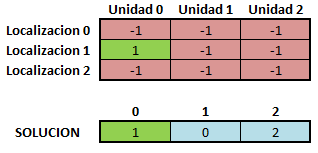 Unidad 0 Unidad 1 Unidad 2
Localizacion 0 -1 -1 -1
Localizacion 1 1 -1 -1
Localizacion 2 -1 -1 -1
0 1 2
SOLUCION 1 0 2